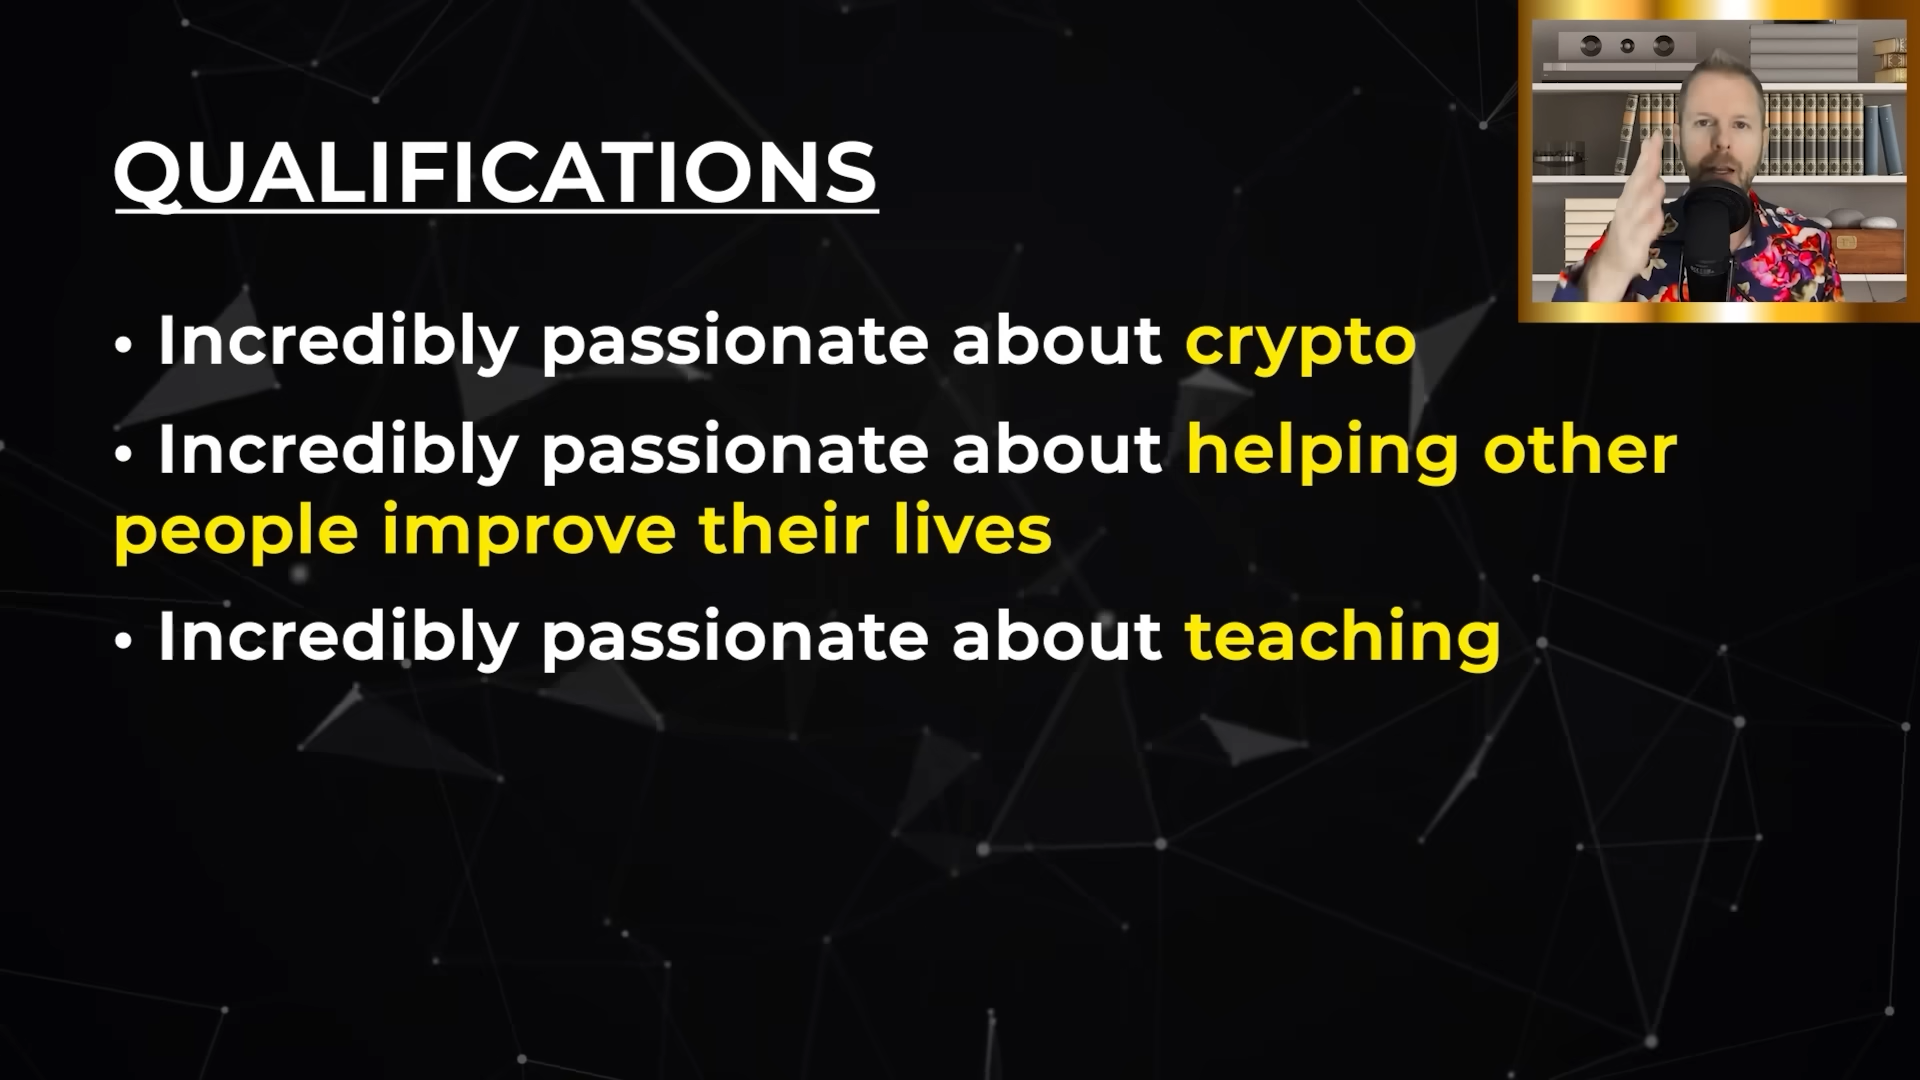 QUALIFICATIONS
• Incredibly passionate about crypto
• Incredibly passionate about helping other
people improve their lives
• Incredibly passionate about teaching